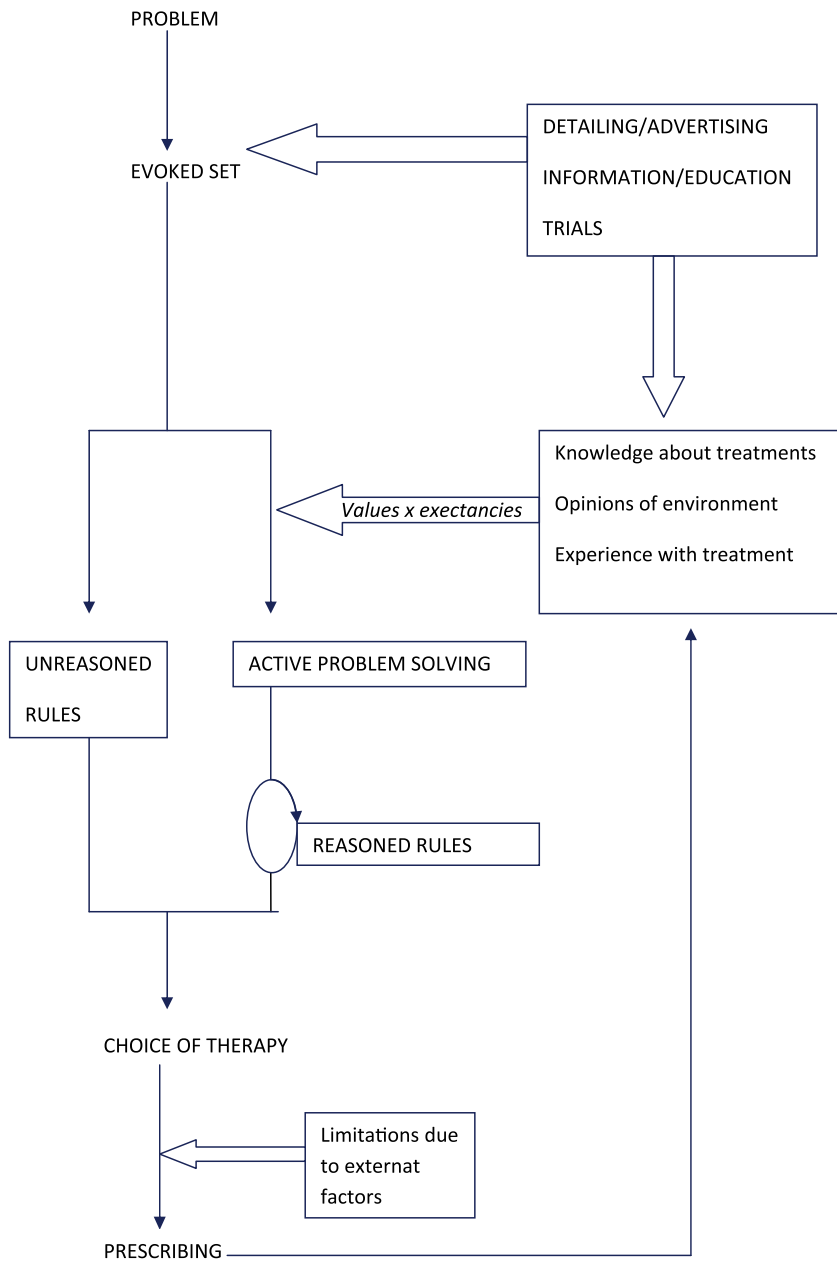 PROBLEM
DETAILING/ADVERTISING
INFORMATION/EDUCATION
TRIALS
EVOKED SET
Knowledge about treatments
Opinions of environment
Experience with treatment
Values x exectancies
UNREASONED
RULES
ACTIVE PROBLEM SOLVING
REASONED RULES
CHOICE OF THERAPY
Limitations due
to externat
factors
PRESCRIBING